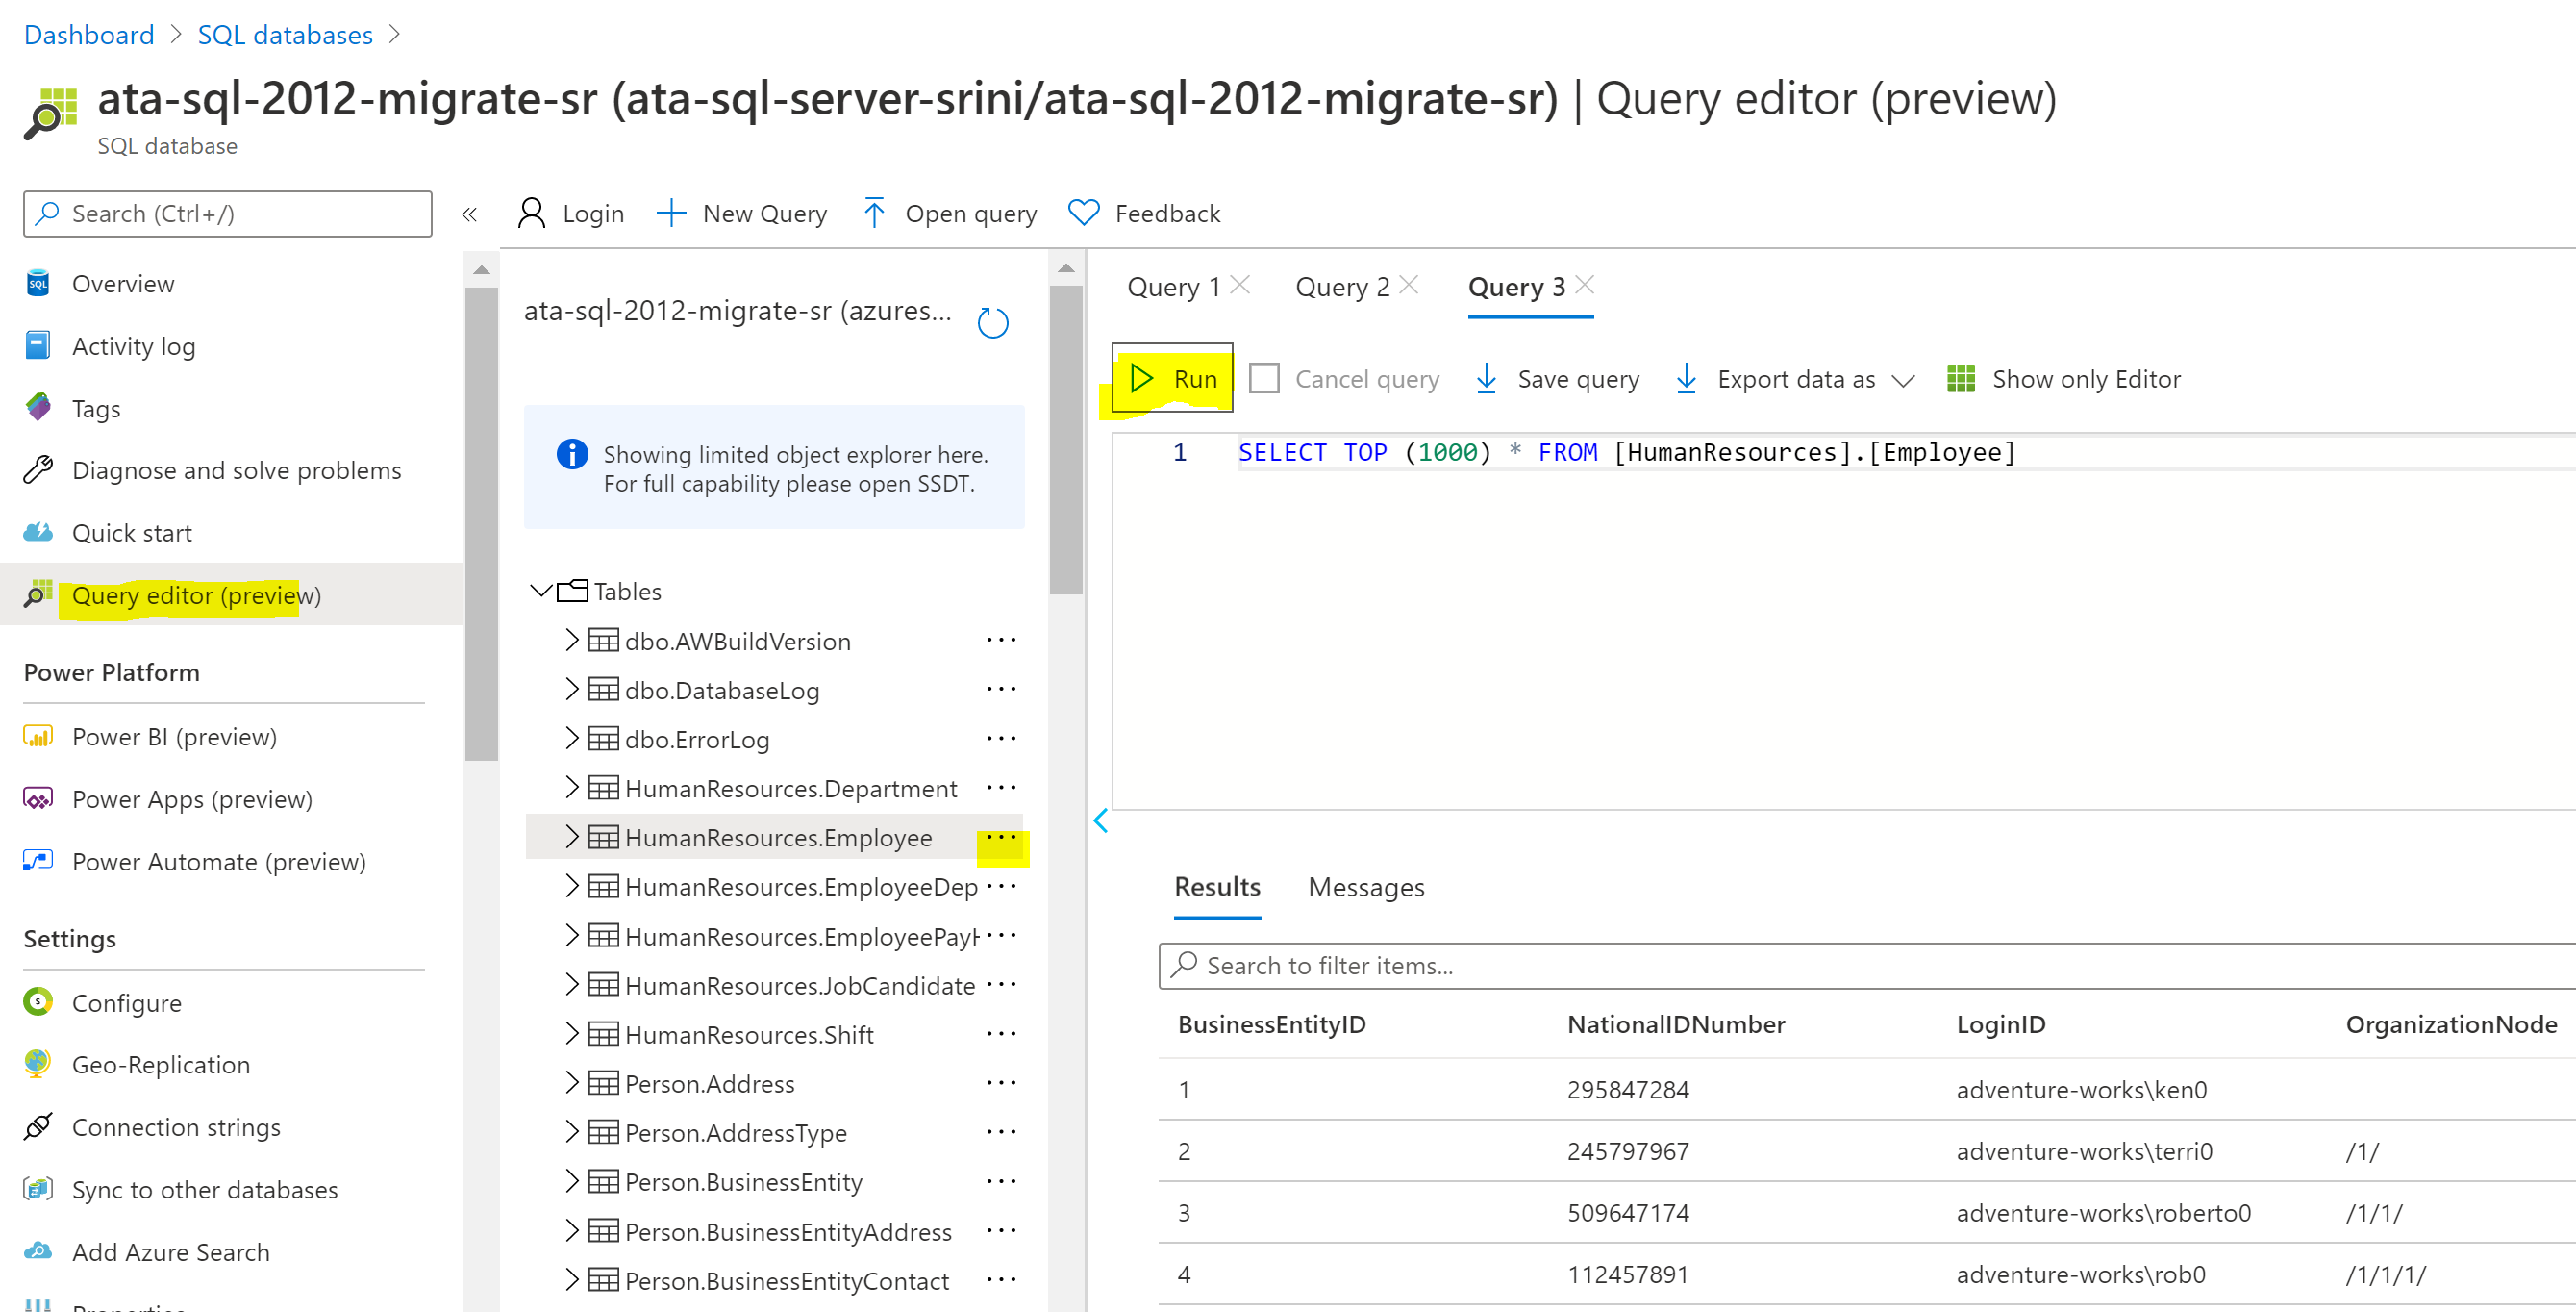 Dashboard > SQL databases >
ata-sql-2012-migrate-sr (ata-sql-server-srini/ata-sql-2012-migrate-sr) | Query editor (preview)
SQL database
Search (Ctrl+/)
«
Overview
Activity log
Tags
Diagnose and solve problems
Quick start
Query editor (preview)
Power Platform
Power BI (preview)
Power Apps (preview)
Power Automate (preview)
Settings
Configure
Geo-Replication
Connection strings
Sync to other databases
Add Azure Search
Login
New Query
Open query
Feedback
ata-sql-2012-migrate-sr (azures...
Showing limited object explorer here.
For full capability please open SSDT.
Tables
dbo.AWBuildVersion ...
dbo.DatabaseLog ...
dbo.ErrorLog ...
HumanResources.Department ...
HumanResources.Employee ...
HumanResources.EmployeeDep ...
HumanResources.EmployeePayH ...
HumanResources.JobCandidate ...
HumanResources.Shift ...
Person.Address ...
Person.AddressType ...
Person.BusinessEntity ...
Person.BusinessEntityAddress ...
Person.BusinessEntityContact ...
Query 1 Query 2 Query 3
Run Cancel query Save query Export data as Show only Editor
1 SELECT TOP (1000) * FROM [HumanResources].[Employee]
Results Messages
Search to filter items...
BusinessEntityID NationalIDNumber LoginID OrganizationNode
1 295847284 adventure-works\ken0
2 245797967 adventure-works\terri0 /1/
3 509647174 adventure-works\roberto0 /1/1/
4 112457891 adventure-works\rob0 /1/1/1/